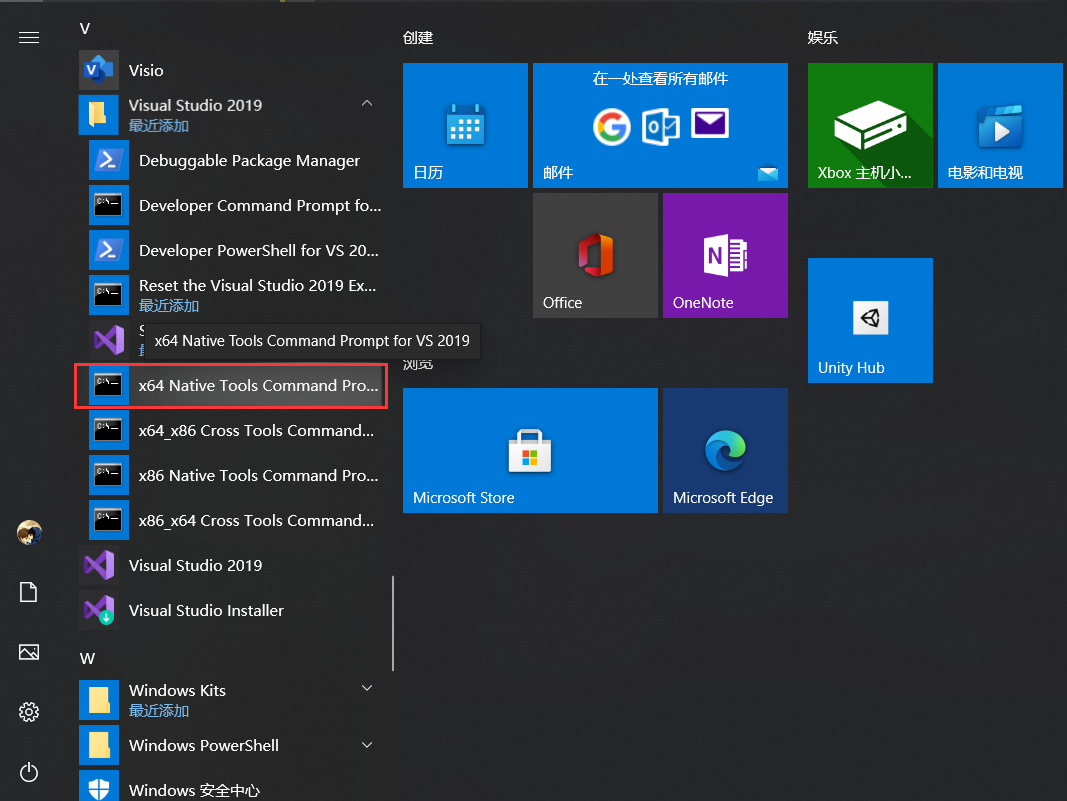 V
Visio
Visual Studio 2019
最近添加
Debuggable Package Manager
Developer Command Prompt fo...
Developer PowerShell for VS 20...
Reset the Visual Studio 2019 Ex...
最近添加
x64 Native Tools Command Prompt for VS 2019
x64 Native Tools Command Pro...
x64_x86 Cross Tools Command...
x86 Native Tools Command Pro...
x86_x64 Cross Tools Command...
Visual Studio 2019
Visual Studio Installer
W
Windows Kits
最近添加
Windows PowerShell
Windows 安全中心
创建
日历
在一处查看所有邮件
邮件
Office
OneNote
浏览
Microsoft Store
Microsoft Edge
娱乐
Xbox 主机小...
电影和电视
Unity Hub